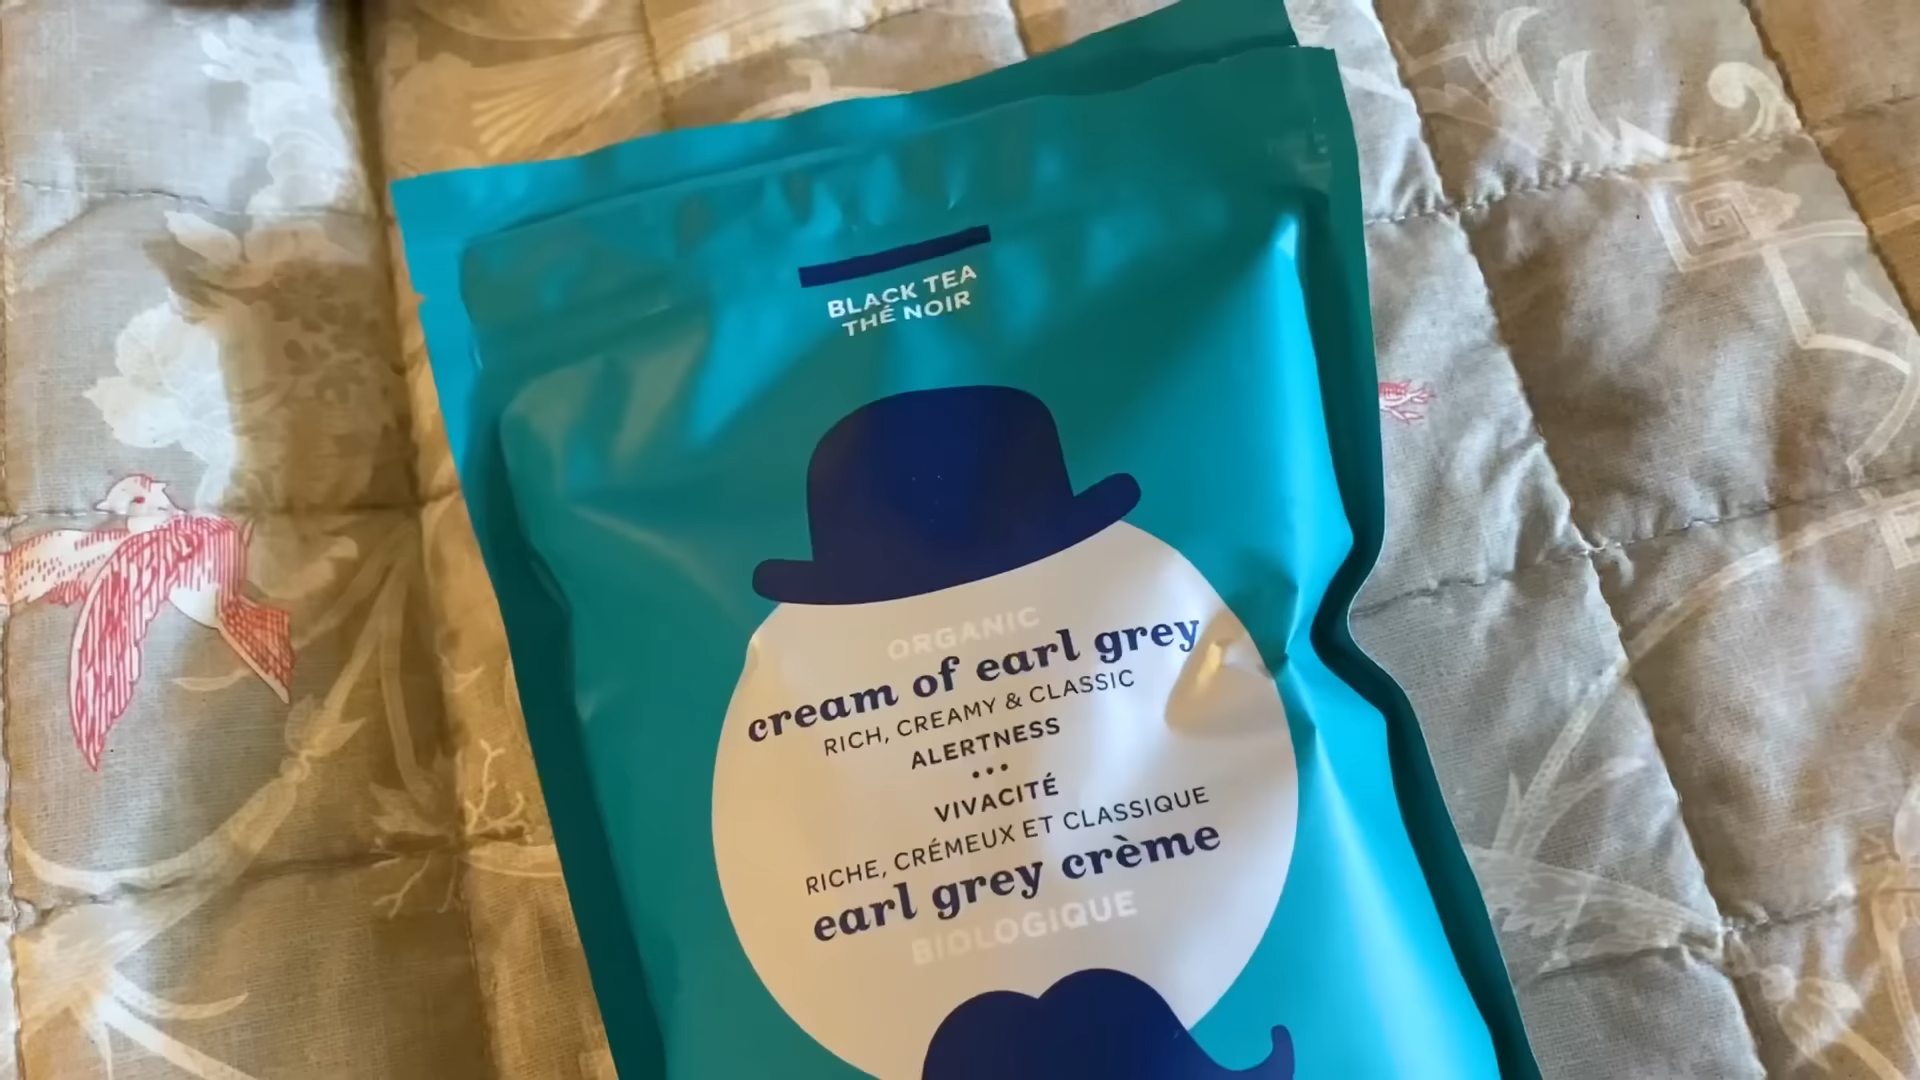 BLACK TEA
THÉ NOIR
ORGANIC
cream of earl grey
RICH, CREAMY & CLASSIC
ALERTNESS
•••
VIVACITÉ
RICHE, CRÉMEUX ET CLASSIQUE
earl grey crème
BIOLOGIQUE